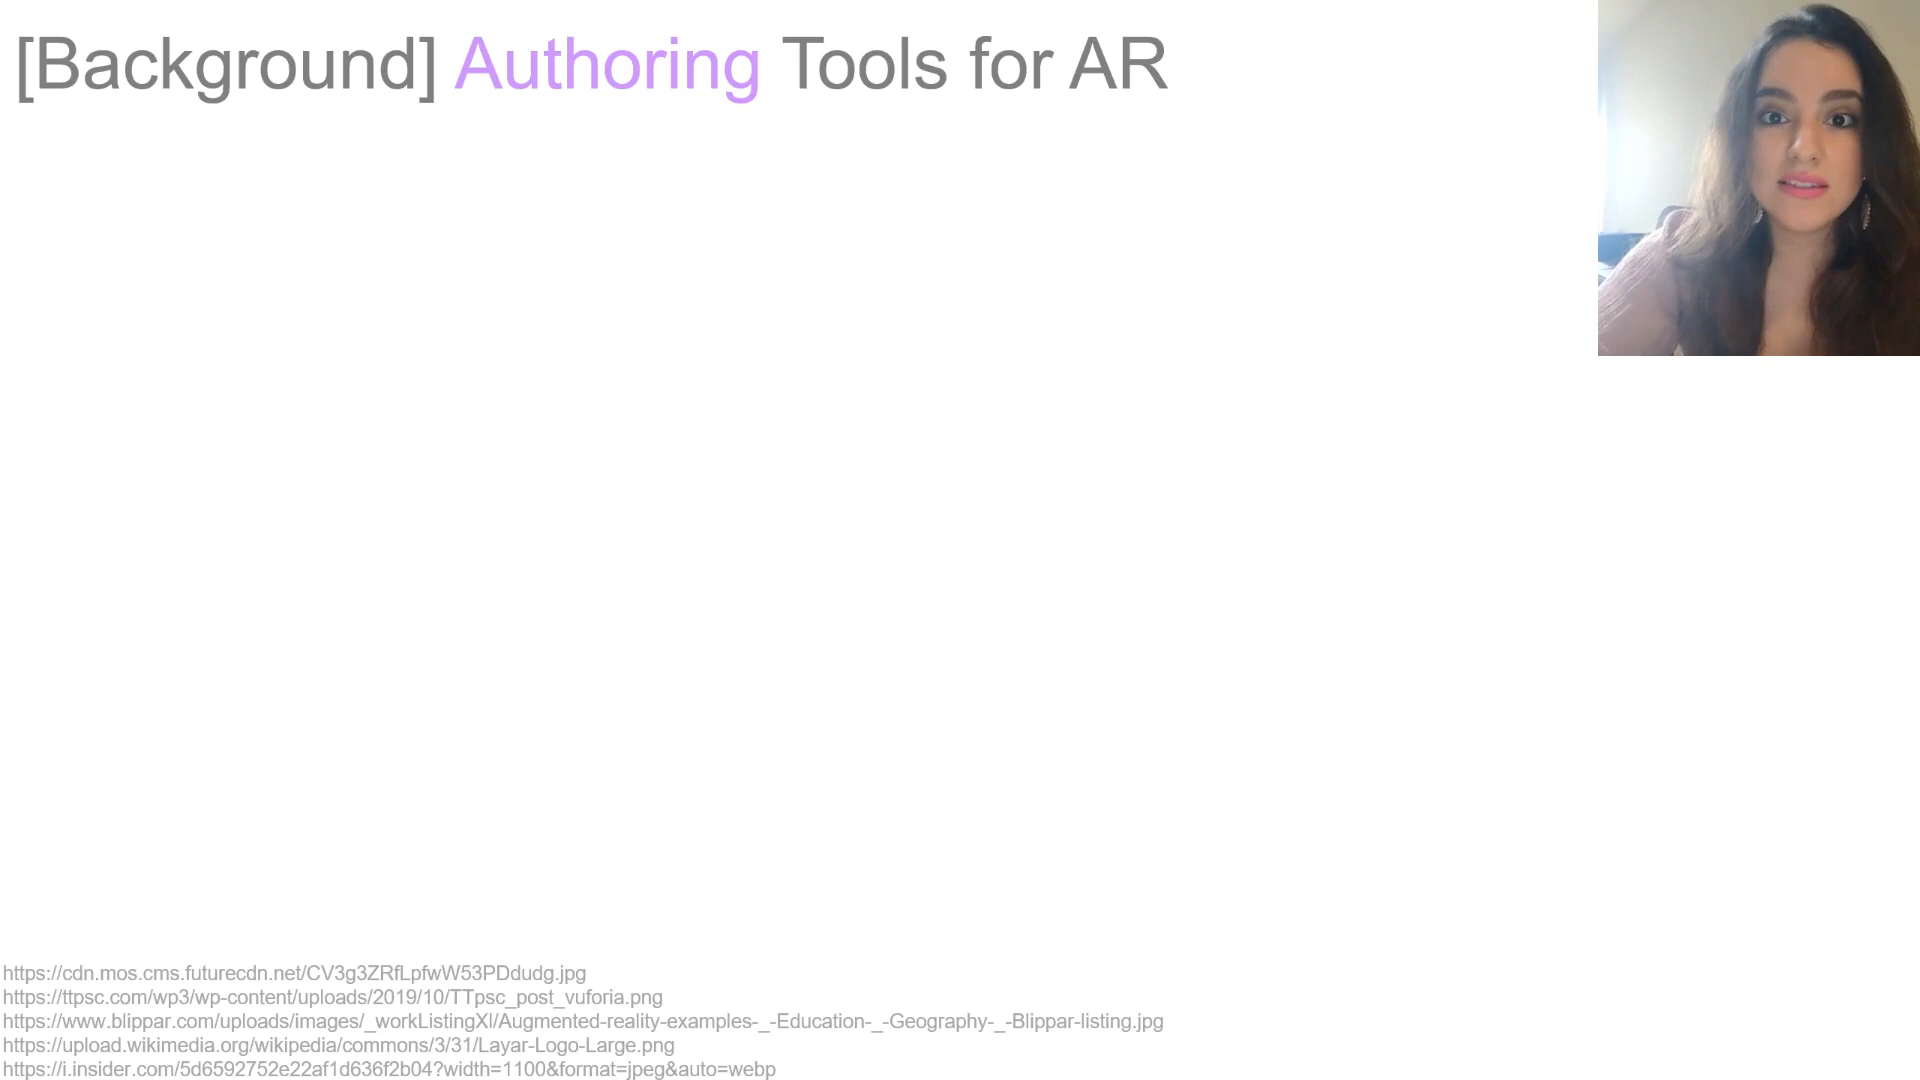 [Background] Authoring Tools for AR
https://cdn.mos.cms.futurecdn.net/CV3g3ZRfLpfwW53PDdudg.jpg
https://ttpsc.com/wp3/wp-content/uploads/2019/10/TTpsc_post_vuforia.png
https://www.blippar.com/uploads/images/_workListingXl/Augmented-reality-examples-_-Education-_-Geography-_-Blippar-listing.jpg
https://upload.wikimedia.org/wikipedia/commons/3/31/Layar-Logo-Large.png
https://i.insider.com/5d6592752e22af1d636f2b04?width=1100&format=jpeg&auto=webp